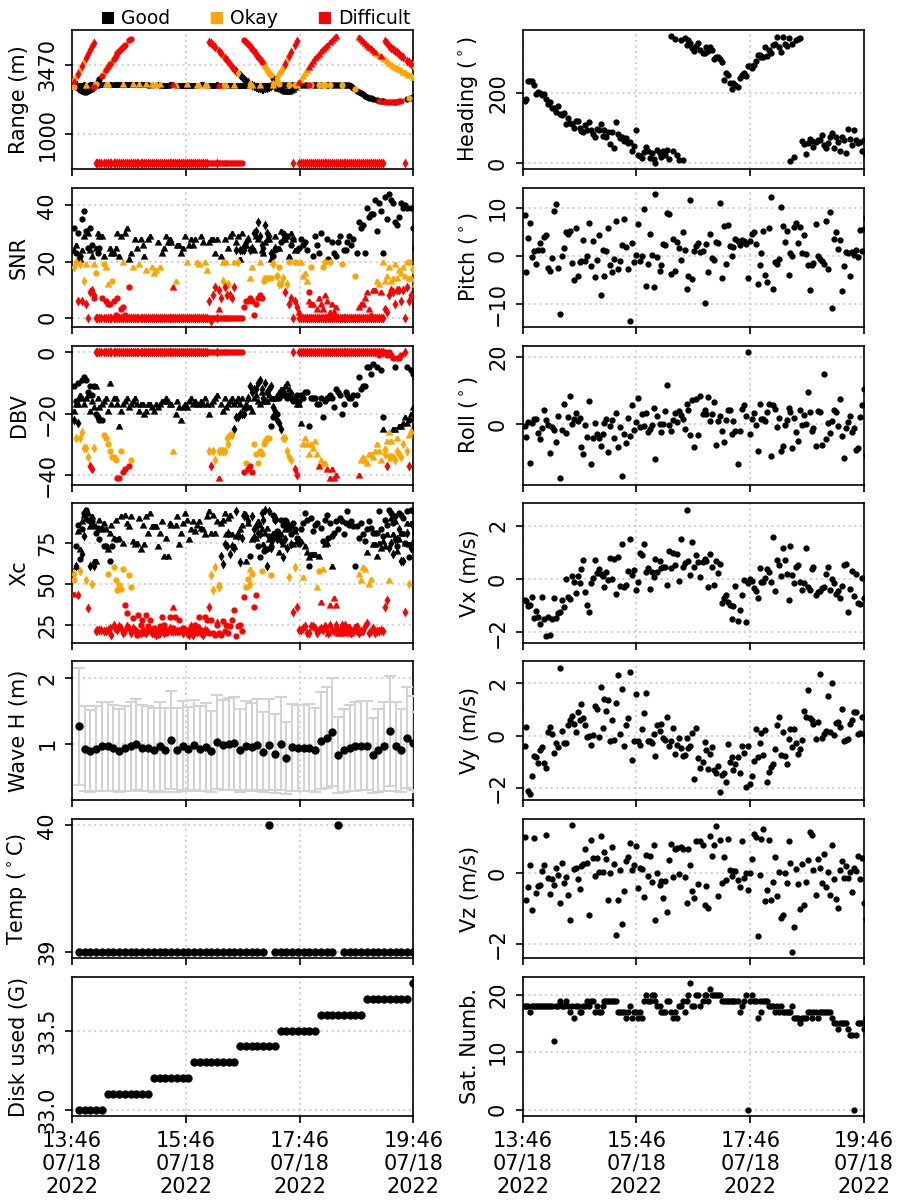 Good Okay Difficult
Range (m)
3470
1000
Heading (°)
200
0
SNR
40
20
0
Pitch (°)
10
0
−10
DBV
0
−20
−40
Roll (°)
20
0
Xc
75
50
25
Vx (m/s)
2
0
−2
Wave H (m)
2
1
Vy (m/s)
2
0
−2
Temp (°C)
40
39
Vz (m/s)
0
−2
Disk used (G)
33.5
33.0
Sat. Numb.
20
10
0
13:46 15:46 17:46 19:46
07/18 07/18 07/18 07/18
2022 2022 2022 2022
13:46 15:46 17:46 19:46
07/18 07/18 07/18 07/18
2022 2022 2022 2022